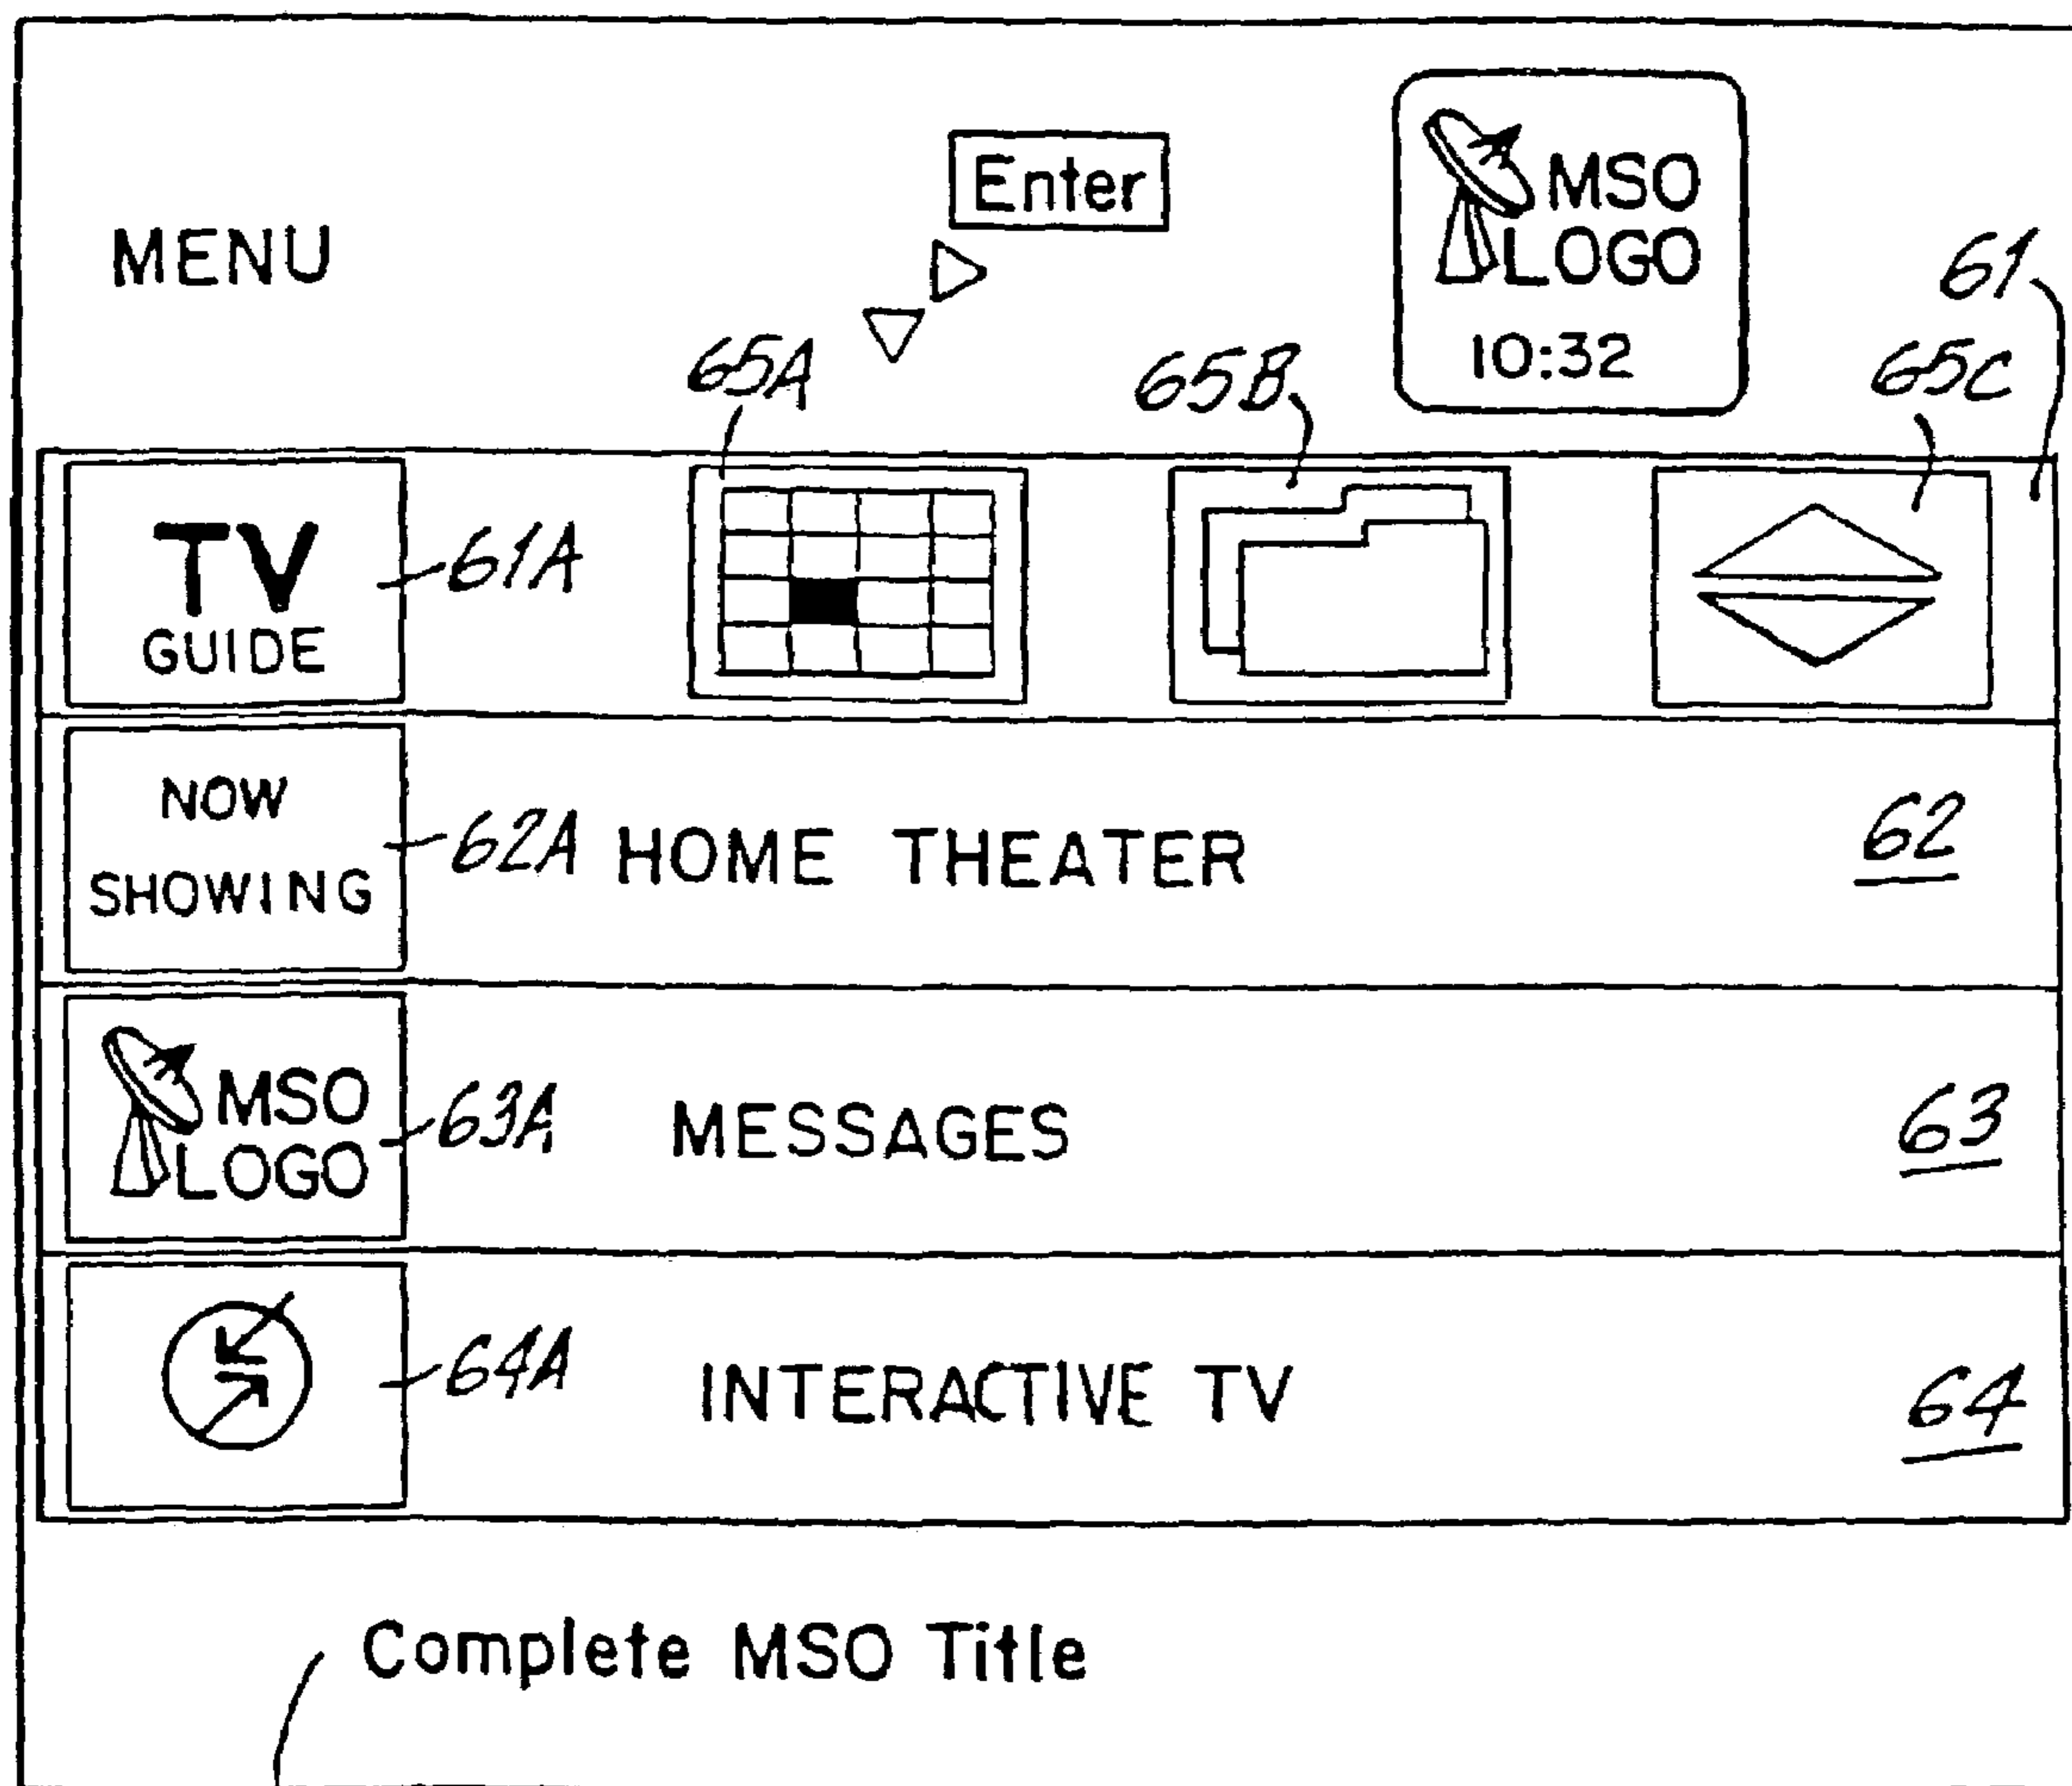 MENU
Enter
MSO
LOGO
10:32
61
65A
65B
65C
TV
GUIDE
61A
NOW
SHOWING
62A
HOME THEATER
62
MSO
LOGO
63A
MESSAGES
63
64A
INTERACTIVE TV
64
Complete MSO Title